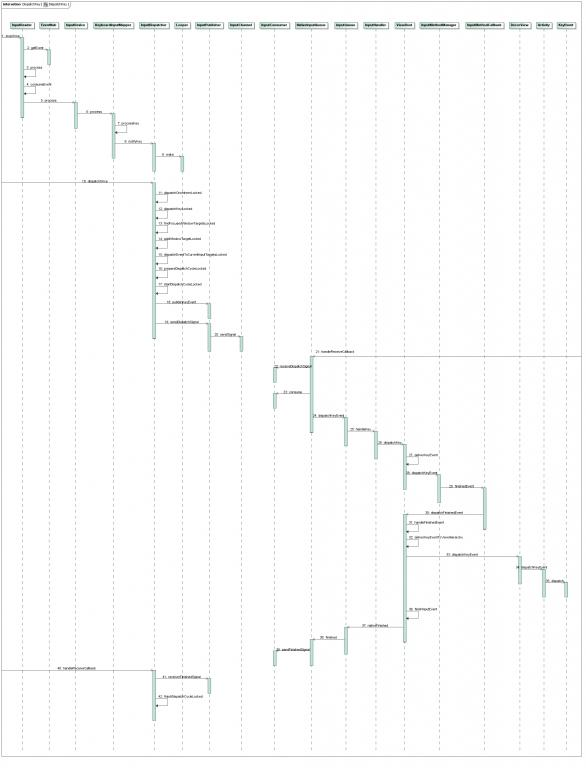 interaction DispatchKey [ DispatchKey ]
InputReader
EventHub
InputDevice
KeyboardInputMapper
InputDispatcher
Looper
InputPublisher
InputChannel
InputConsumer
NativeInputQueue
InputQueue
InputHandler
ViewRoot
InputMethodManager
InputMethodCallback
DecorView
Activity
KeyEvent
1: loopOnce
2: getEvent
3: process
4: consumeEvent
5: process
6: process
7: processKey
8: notifyKey
9: wake
10: dispatchOnce
11: dispatchOnceInnerLocked
12: dispatchKeyLocked
13: findFocusedWindowTargetsLocked
14: addWindowTargetLocked
15: dispatchEventToCurrentInputTargetsLocked
16: prepareDispatchCycleLocked
17: startDispatchCycleLocked
18: publishKeyEvent
19: sendDispatchSignal
20: sendSignal
21: handleReceiveCallback
22: receiveDispatchSignal
23: consume
24: dispatchKeyEvent
25: handleKey
26: dispatchKey
27: deliverKeyEvent
28: dispatchKeyEvent
29: finishedEvent
30: dispatchFinishedEvent
31: handleFinishedEvent
32: deliverKeyEventToViewHierarchy
33: dispatchKeyEvent
34: dispatchKeyEvent
35: dispatch
36: finishInputEvent
37: nativeFinished
38: finished
39: sendFinishedSignal
40: handleReceiveCallback
41: receiveFinishedSignal
42: finishDispatchCycleLocked